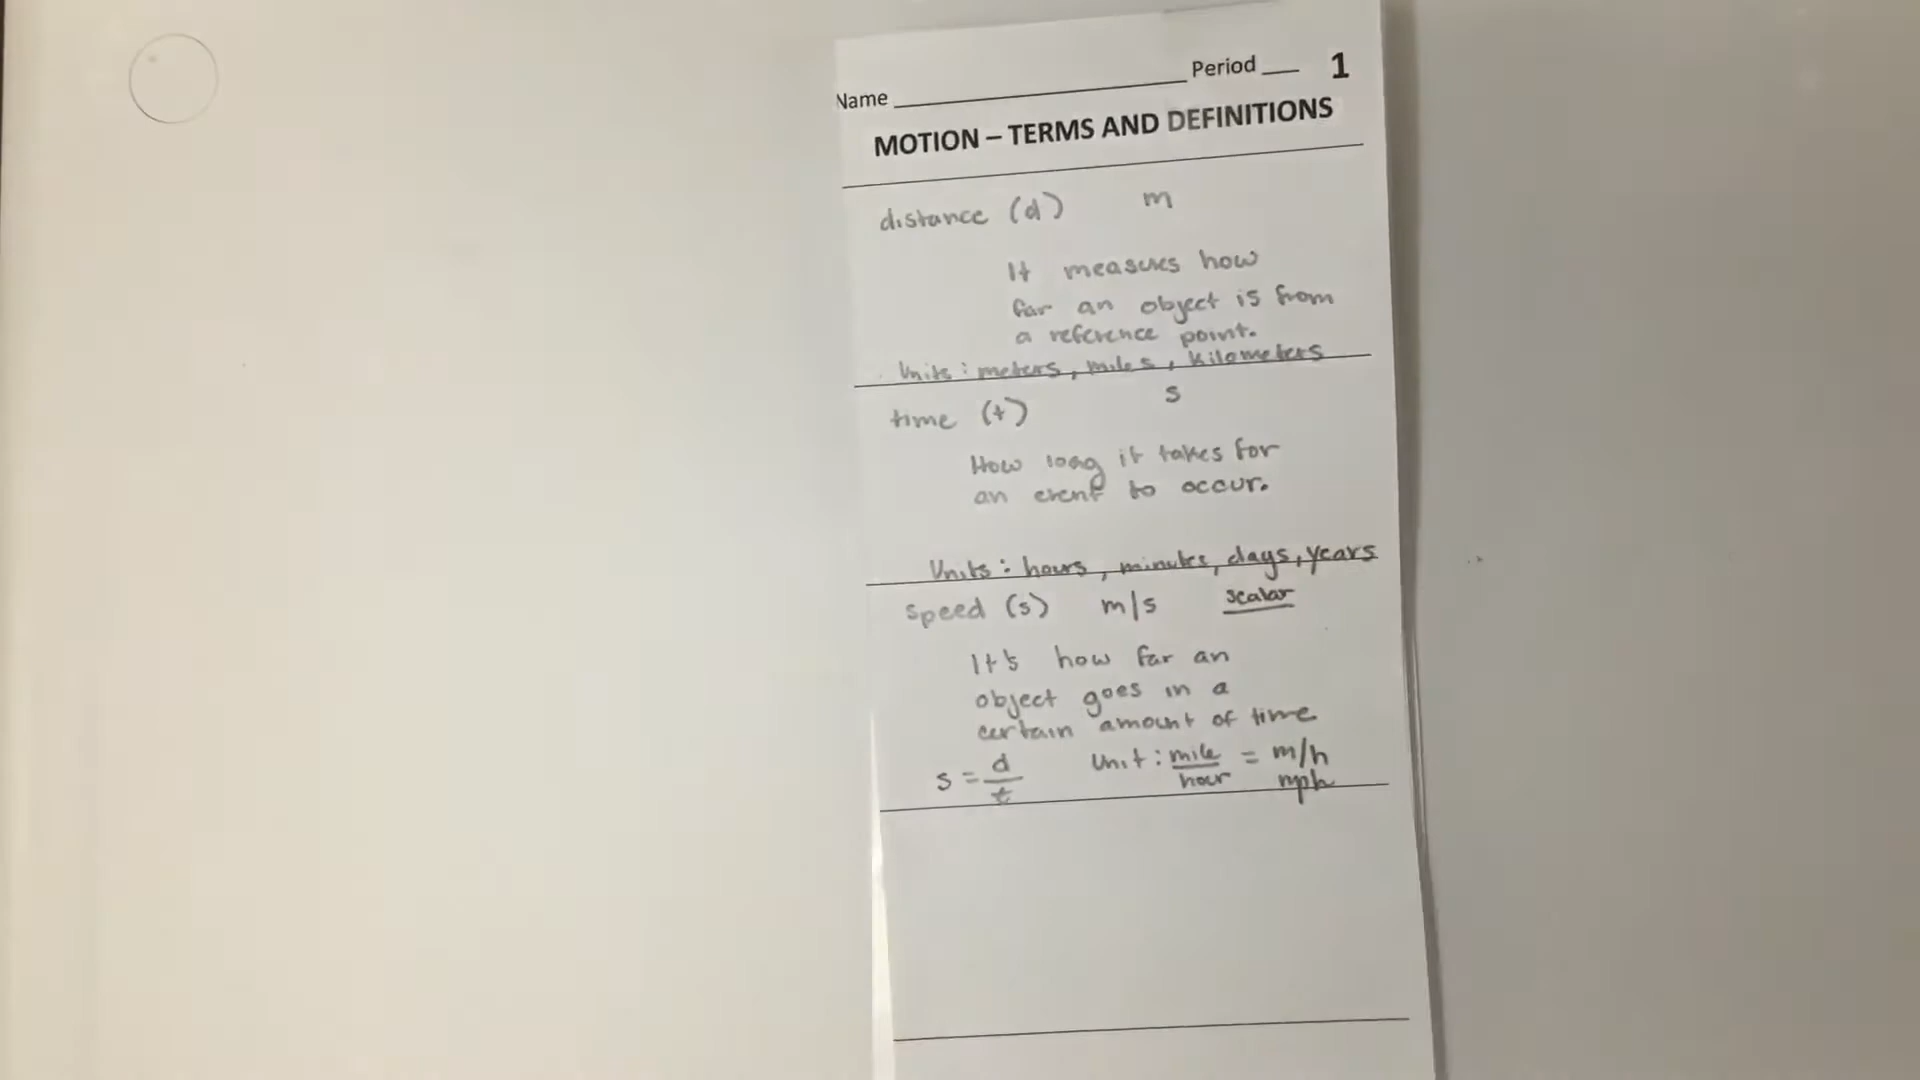 Name ____________ Period ___ 1
MOTION – TERMS AND DEFINITIONS
distance (d) m
It measures how
far an object is from
a reference point.
Units: meters, miles, kilometers
time (t) s
How long it takes for
an event to occur.
Units: hours, minutes, days, years
speed (s) m/s scalar
It's how far an
object goes in a
certain amount of time
s = d/t Unit: mile/hour = m/h
mph